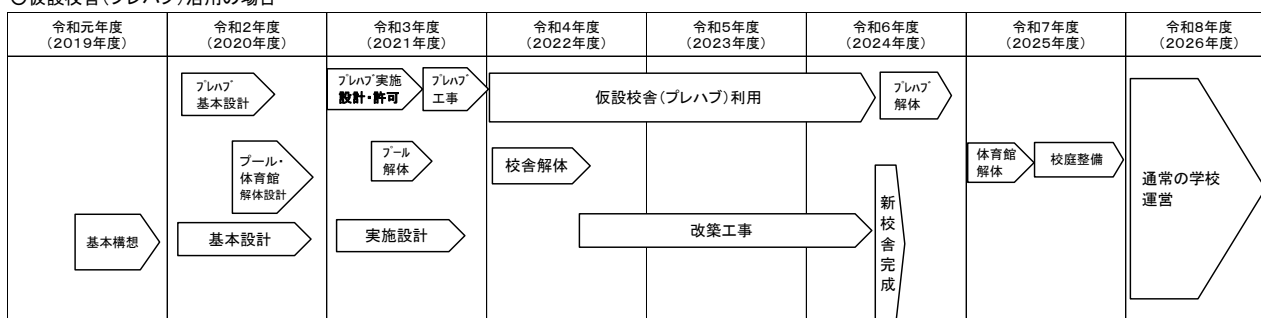 〇仮設校舎(プレハブ)活用の場合
令和元年度
(2019年度)
令和2年度
(2020年度)
令和3年度
(2021年度)
令和4年度
(2022年度)
令和5年度
(2023年度)
令和6年度
(2024年度)
令和7年度
(2025年度)
令和8年度
(2026年度)
プレハブ
基本設計
プレハブ実施
設計・許可
プレハブ
工事
仮設校舎(プレハブ)利用
プレハブ
解体
プール・
体育館
解体設計
プール
解体
校舎解体
体育館
解体
校庭整備
通常の学校
運営
基本構想
基本設計
実施設計
改築工事
新校舎完成